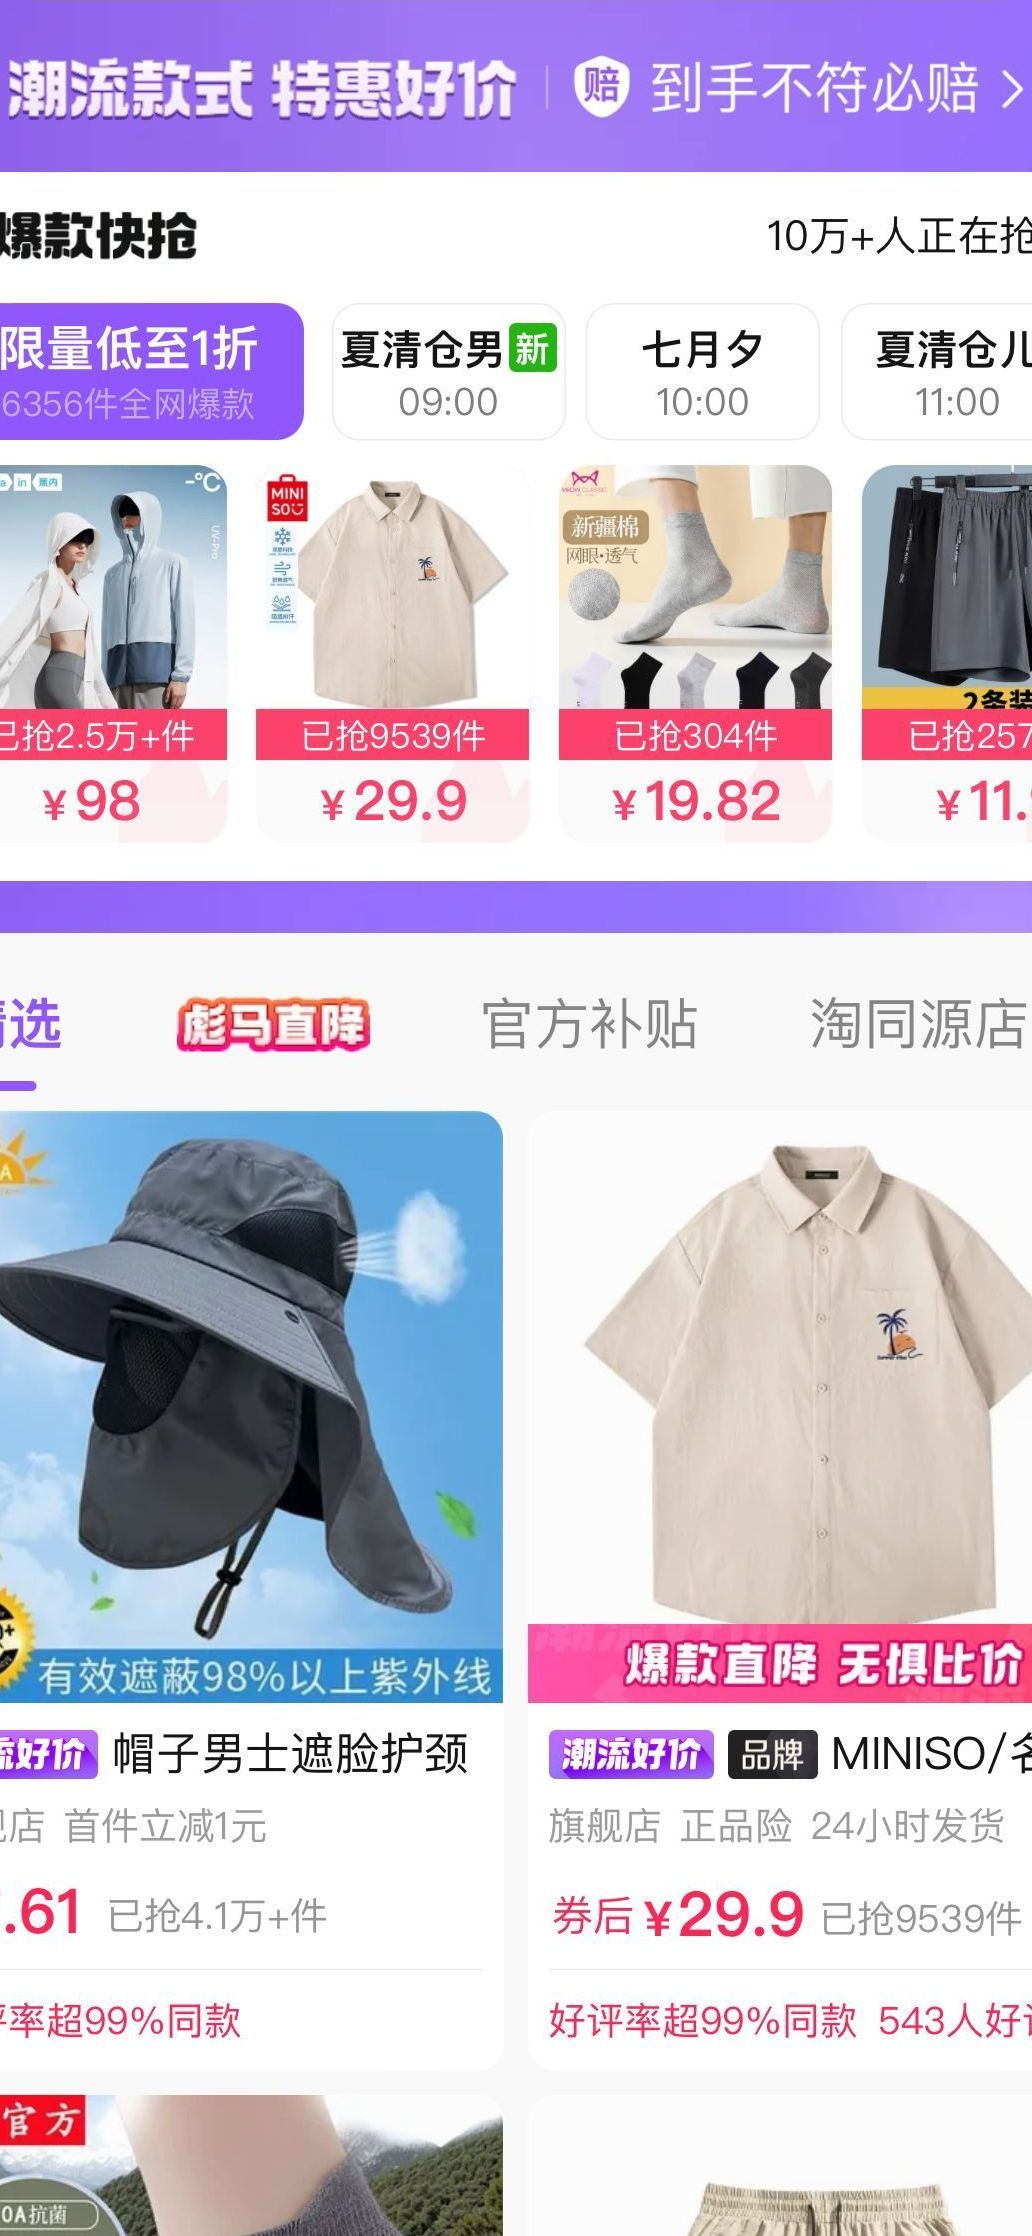 潮流款式 特惠好价
赔 到手不符必赔 >
爆款快抢
10万+人正在抢
限量低至1折
6356件全网爆款
夏清仓男 新
09:00
七月夕
10:00
夏清仓儿
11:00
in 蕉内
-°C
UV-Pro
已抢2.5万+件
¥98
MINI
SO
已抢9539件
¥29.9
MiiOW CLASSIC
新疆棉
网眼·透气
已抢304件
¥19.82
2条装
已抢257
¥11.
精选
彪马直降
官方补贴
淘同源店
A
有效遮蔽98%以上紫外线
流好价 帽子男士遮脸护颈
舰店 首件立减1元
.61 已抢4.1万+件
评率超99%同款
爆款直降 无惧比价
潮流好价 品牌 MINISO/名
旗舰店 正品险 24小时发货
券后 ¥29.9 已抢9539件
好评率超99%同款 543人好评
官方
0A抗菌